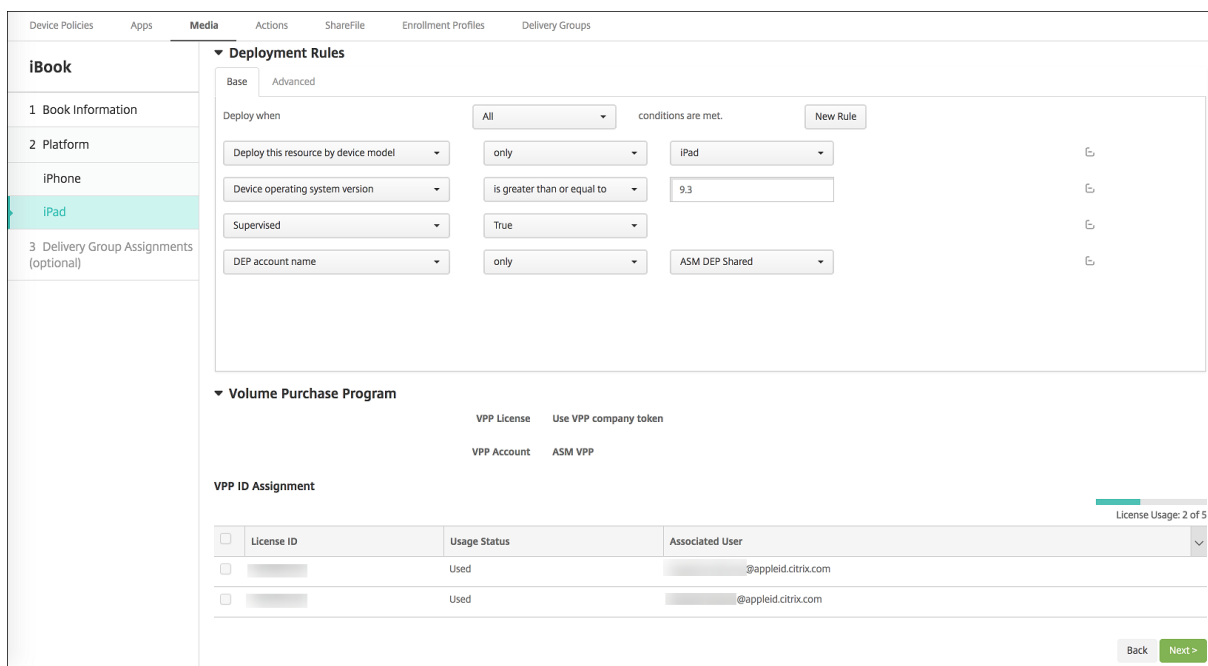 Device Policies Apps Media Actions ShareFile Enrollment Profiles Delivery Groups
iBook
1 Book Information
2 Platform
iPhone
iPad
3 Delivery Group Assignments
(optional)
Deployment Rules
Base Advanced
Deploy when All conditions are met. New Rule
Deploy this resource by device model only iPad
Device operating system version is greater than or equal to 9.3
Supervised True
DEP account name only ASM DEP Shared
Volume Purchase Program
VPP License Use VPP company token
VPP Account ASM VPP
VPP ID Assignment
License Usage: 2 of 5
License ID Usage Status Associated User
Used @appleid.citrix.com
Used @appleid.citrix.com
Back Next >